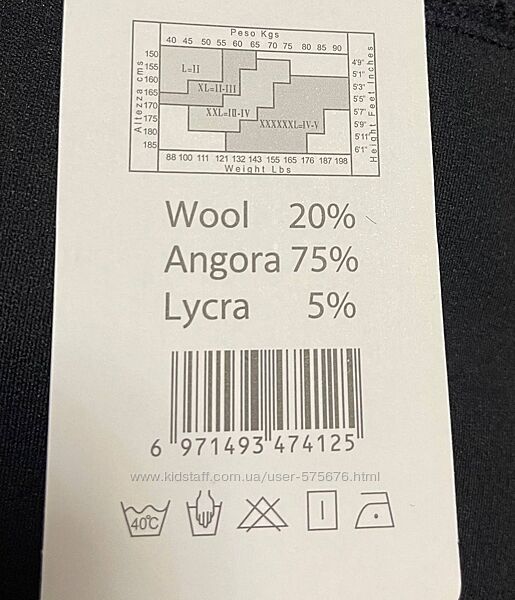 Peso Kgs
40 45 50 55 60 65 70 75 80 85 90
Altezza cms
150
155
160
165
170
175
180
185
4'9"
5'1"
5'3"
5'5"
5'7"
5'9"
5'11"
6'1"
Height Feet Inches
L=II
XL=II-III
XXL=III-IV
XXXXXXL=IV-V
88 100 111 121 132 143 155 165 176 187 198
Weight Lbs
Wool 20%
Angora 75%
Lycra 5%
6 971493 474125
www.kidstaff.com.ua/user-575676.html
40°C